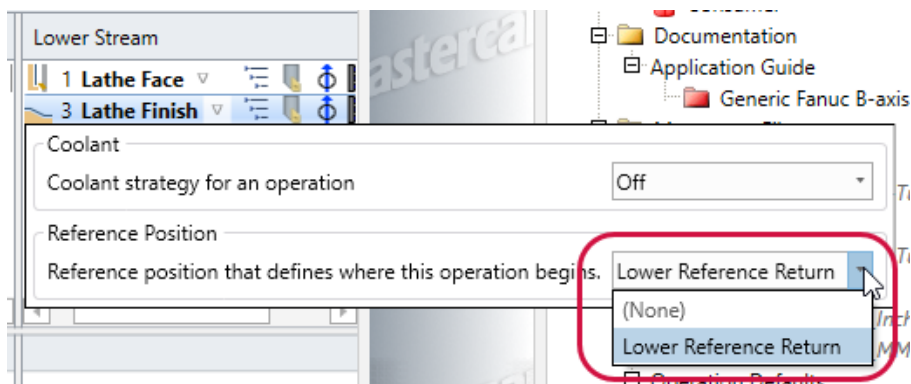 Lower Stream
1 Lathe Face
3 Lathe Finish
Coolant
Coolant strategy for an operation
Off
Reference Position
Reference position that defines where this operation begins.
Lower Reference Return
(None)
Lower Reference Return
Documentation
Application Guide
Generic Fanuc B-axis